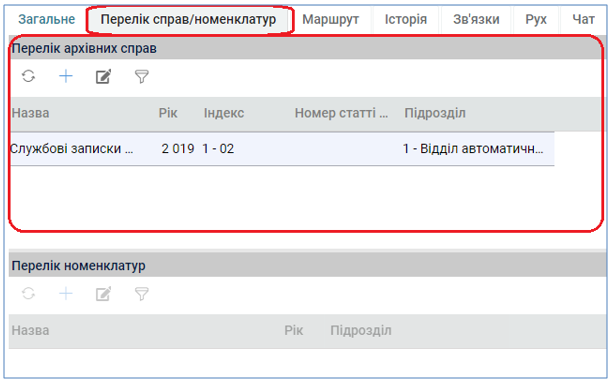 Загальне Перелік справ/номенклатур Маршрут Історія Зв'язки Рух Чат
Перелік архівних справ
Назва Рік Індекс Номер статті ... Підрозділ
Службові записки ... 2 019 1 - 02 1 - Відділ автоматичн...
Перелік номенклатур
Назва Рік Підрозділ